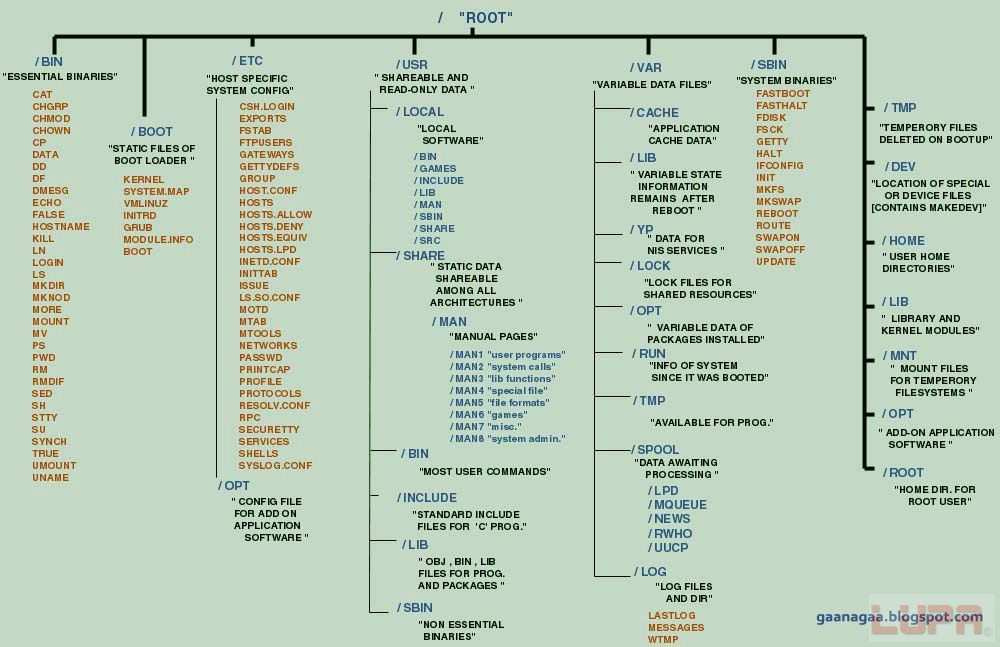 / "ROOT"
/ BIN
"ESSENTIAL BINARIES"
CAT
CHGRP
CHMOD
CHOWN
CP
DATA
DD
DF
DMESG
ECHO
FALSE
HOSTNAME
KILL
LN
LOGIN
LS
MKDIR
MKNOD
MORE
MOUNT
MV
PS
PWD
RM
RMDIF
SED
SH
STTY
SU
SYNCH
TRUE
UMOUNT
UNAME
/ BOOT
"STATIC FILES OF
BOOT LOADER "
KERNEL
SYSTEM.MAP
VMLINUZ
INITRD
GRUB
MODULE.INFO
BOOT
/ ETC
"HOST SPECIFIC
SYSTEM CONFIG"
CSH.LOGIN
EXPORTS
FSTAB
FTPUSERS
GATEWAYS
GETTYDEFS
GROUP
HOST.CONF
HOSTS
HOSTS.ALLOW
HOSTS.DENY
HOSTS.EQUIV
HOSTS.LPD
INETD.CONF
INITTAB
ISSUE
LS.SO.CONF
MOTD
MTAB
MTOOLS
NETWORKS
PASSWD
PRINTCAP
PROFILE
PROTOCOLS
RESOLV.CONF
RPC
SECURETTY
SERVICES
SHELLS
SYSLOG.CONF
/ OPT
" CONFIG FILE
FOR ADD ON
APPLICATION
SOFTWARE "
/ USR
" SHAREABLE AND
READ-ONLY DATA "
/ LOCAL
"LOCAL
SOFTWARE"
/ BIN
/ GAMES
/ INCLUDE
/ LIB
/ MAN
/ SBIN
/ SHARE
/ SRC
/ SHARE
" STATIC DATA
SHAREABLE
AMONG ALL
ARCHITECTURES "
/ MAN
"MANUAL PAGES"
/ MAN1 "user programs"
/ MAN2 "system calls"
/ MAN3 "lib functions"
/ MAN4 "special file"
/ MAN5 "file formats"
/ MAN6 "games"
/ MAN7 "misc."
/ MAN8 "system admin."
/ BIN
"MOST USER COMMANDS"
/ INCLUDE
"STANDARD INCLUDE
FILES FOR 'C' PROG."
/ LIB
" OBJ , BIN , LIB
FILES FOR PROG.
AND PACKAGES "
/ SBIN
"NON ESSENTIAL
BINARIES"
/ VAR
"VARIABLE DATA FILES"
/ CACHE
"APPLICATION
CACHE DATA"
/ LIB
" VARIABLE STATE
INFORMATION
REMAINS AFTER
REBOOT "
/ YP
" DATA FOR
NIS SERVICES "
/ LOCK
"LOCK FILES FOR
SHARED RESOURCES"
/ OPT
" VARIABLE DATA OF
PACKAGES INSTALLED"
/ RUN
"INFO OF SYSTEM
SINCE IT WAS BOOTED"
/ TMP
"AVAILABLE FOR PROG."
/ SPOOL
"DATA AWAITING
PROCESSING "
/ LPD
/ MQUEUE
/ NEWS
/ RWHO
/ UUCP
/ LOG
"LOG FILES
AND DIR"
LASTLOG
MESSAGES
WTMP
/ SBIN
"SYSTEM BINARIES"
FASTBOOT
FASTHALT
FDISK
FSCK
GETTY
HALT
IFCONFIG
INIT
MKFS
MKSWAP
REBOOT
ROUTE
SWAPON
SWAPOFF
UPDATE
/ TMP
"TEMPERORY FILES
DELETED ON BOOTUP"
/ DEV
"LOCATION OF SPECIAL
OR DEVICE FILES
[CONTAINS MAKEDEV]"
/ HOME
" USER HOME
DIRECTORIES"
/ LIB
" LIBRARY AND
KERNEL MODULES"
/ MNT
" MOUNT FILES
FOR TEMPERORY
FILESYSTEMS "
/ OPT
" ADD-ON APPLICATION
SOFTWARE "
/ ROOT
"HOME DIR. FOR
ROOT USER"
gaanagaa.blogspot.com
LUPA